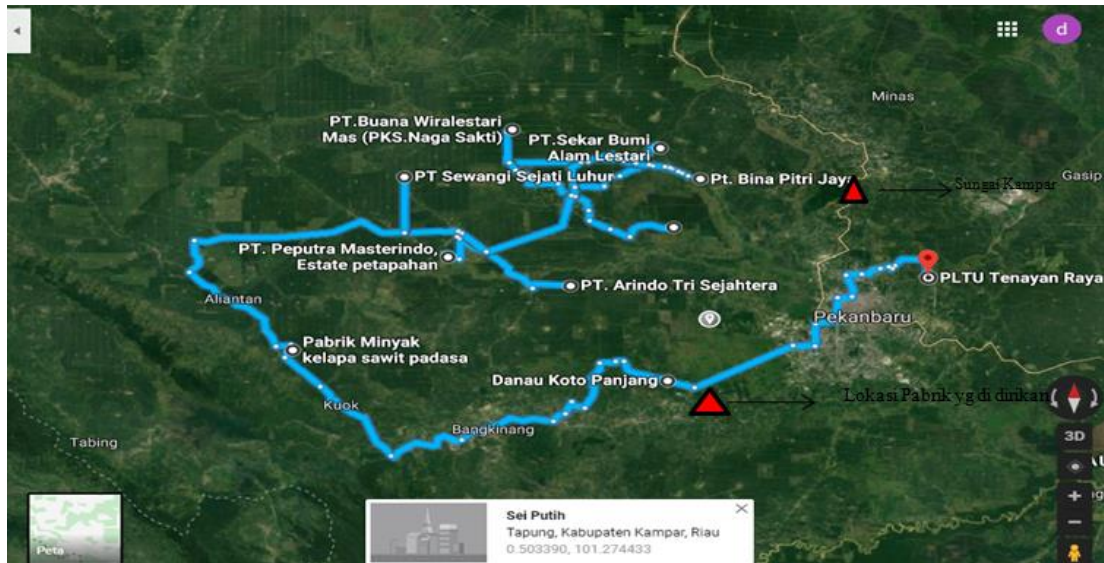 d
Minas
PT.Buana Wiralestari
Mas (PKS.Naga Sakti)
PT.Sekar Bumi
Alam Lestari
PT Sewangi Sejati Luhur
Pt. Bina Pitri Jaya
Sungai Kampar
Gasip
PT. Peputra Masterindo,
Estate petapahan
PT. Arindo Tri Sejahtera
PLTU Tenayan Raya
Aliantan
Pekanbaru
Pabrik Minyak
kelapa sawit padasa
Danau Koto Panjang
Lokasi Pabrik yg di dirikan
Kuok
Bangkinang
Tabing
3D
Peta
Sei Putih
Tapung, Kabupaten Kampar, Riau
0.503390, 101.274433